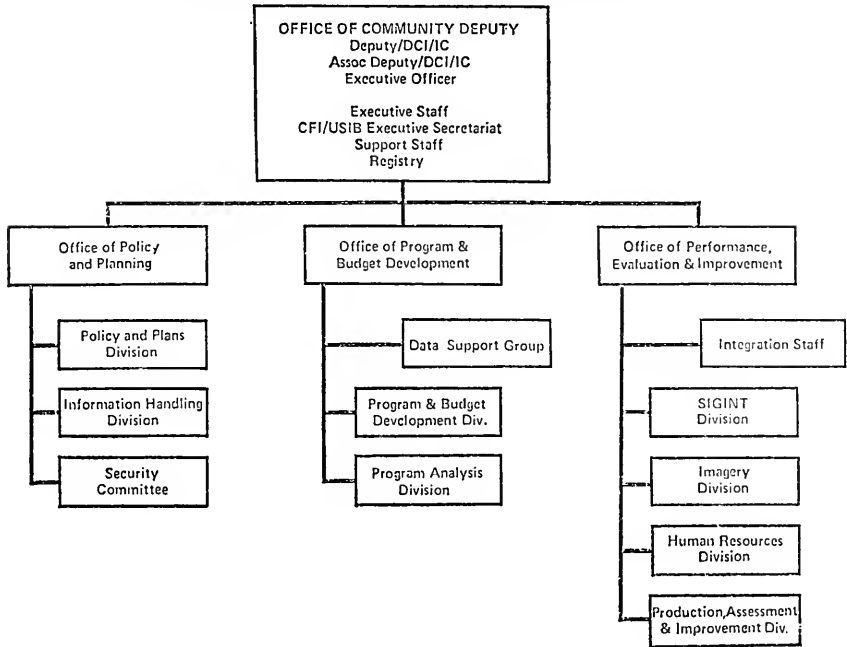 OFFICE OF COMMUNITY DEPUTY
Deputy/DCI/IC
Assoc Deputy/DCI/IC
Executive Officer
Executive Staff
CFI/USIB Executive Secretariat
Support Staff
Registry
Office of Policy
and Planning
Policy and Plans
Division
Information Handling
Division
Security
Committee
Office of Program &
Budget Development
Data Support Group
Program & Budget
Development Div.
Program Analysis
Division
Office of Performance,
Evaluation & Improvement
Integration Staff
SIGINT
Division
Imagery
Division
Human Resources
Division
Production,Assessment
& Improvement Div.